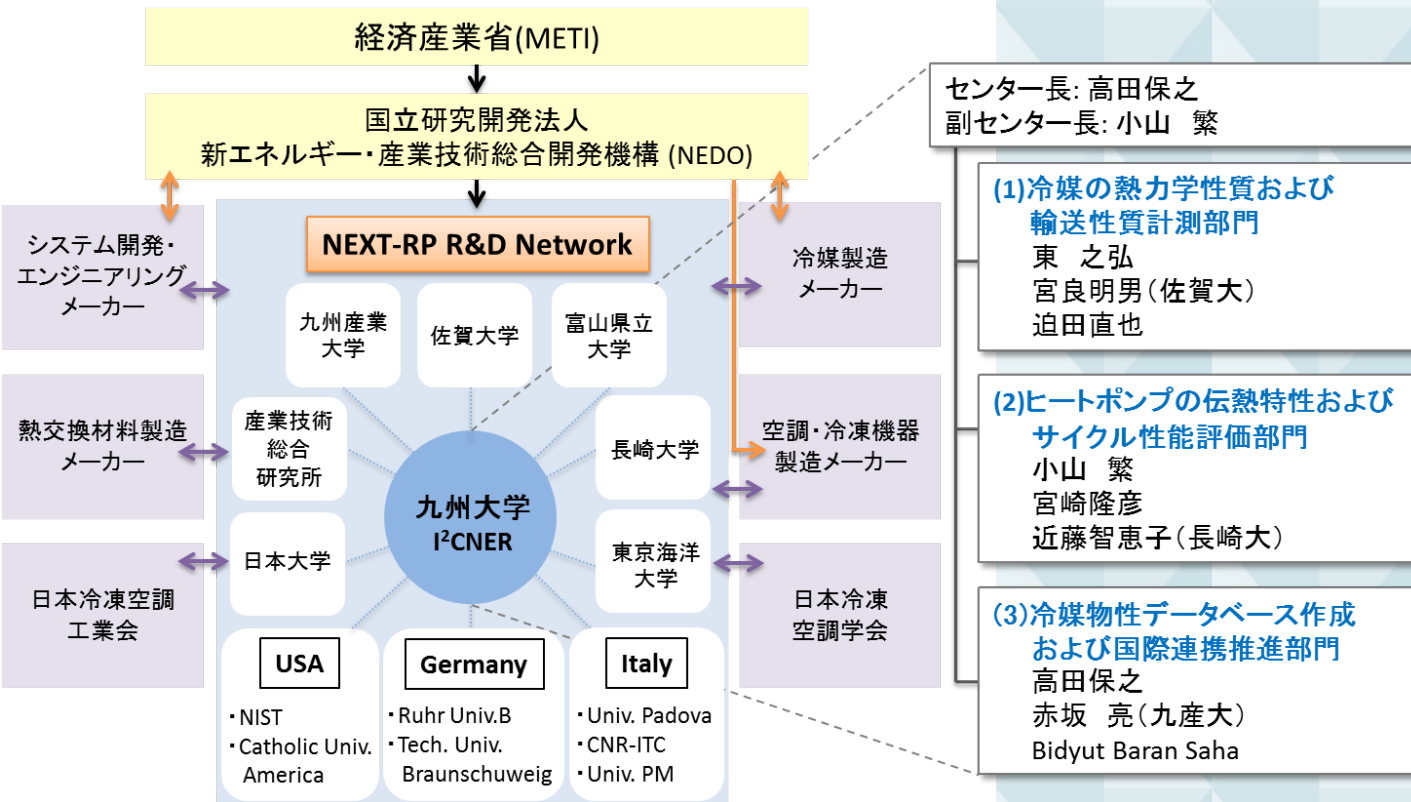 経済産業省(METI)
国立研究開発法人
新エネルギー・産業技術総合開発機構 (NEDO)
システム開発・
エンジニアリング
メーカー
熱交換材料製造
メーカー
日本冷凍空調
工業会
NEXT-RP R&D Network
九州産業
大学
佐賀大学
富山県立
大学
産業技術
総合
研究所
長崎大学
九州大学
I²CNER
日本大学
東京海洋
大学
USA
・NIST
・Catholic Univ.
America
Germany
・Ruhr Univ.B
・Tech. Univ.
Braunschuweig
Italy
・Univ. Padova
・CNR-ITC
・Univ. PM
冷媒製造
メーカー
空調・冷凍機器
製造メーカー
日本冷凍
空調学会
センター長: 高田保之
副センター長: 小山 繁
(1)冷媒の熱力学性質および
輸送性質計測部門
東 之弘
宮良明男(佐賀大)
迫田直也
(2)ヒートポンプの伝熱特性および
サイクル性能評価部門
小山 繁
宮崎隆彦
近藤智恵子(長崎大)
(3)冷媒物性データベース作成
および国際連携推進部門
高田保之
赤坂 亮(九産大)
Bidyut Baran Saha